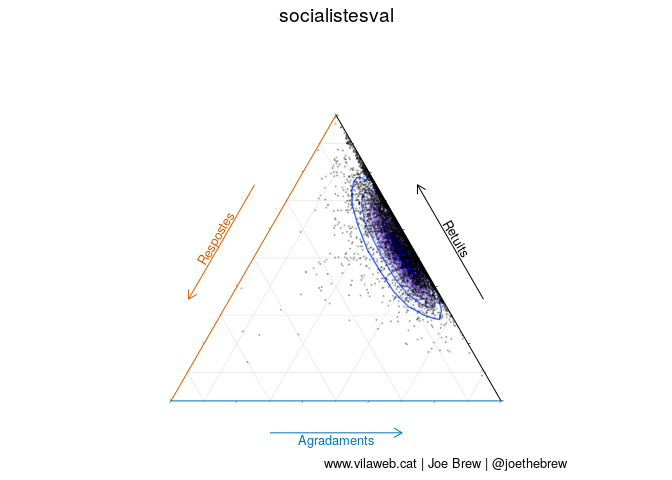 socialistesval
Respostes
Retuits
Agradaments
www.vilaweb.cat | Joe Brew | @joethebrew